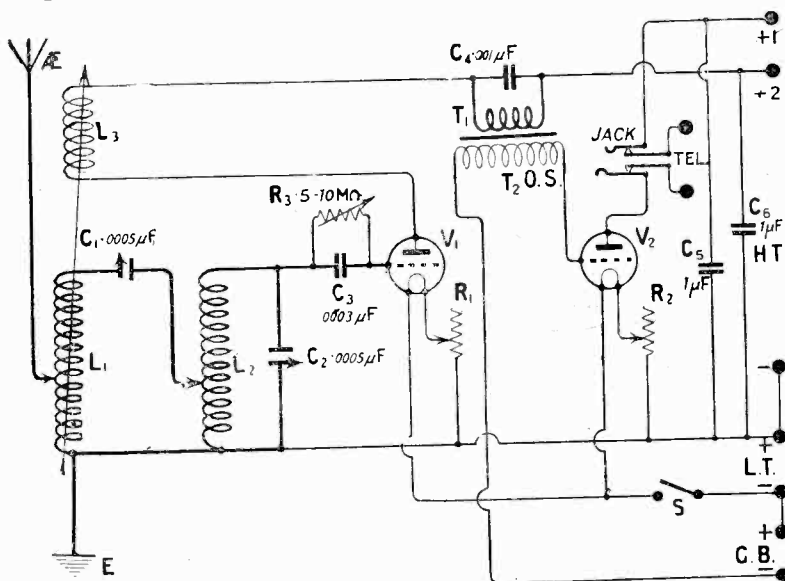 Æ
L3
C4 .001µF
T1
T2 O.S.
JACK
TEL.
+1
+2
R3 .5-10MΩ
C1 .0005µF
V1
V2
C3
.0003µF
R1
R2
C5
1µF
C6
1µF
HT
L1
L2
C2 .0005µF
-
+
L.T.
-
S
+
G.B.
-
E